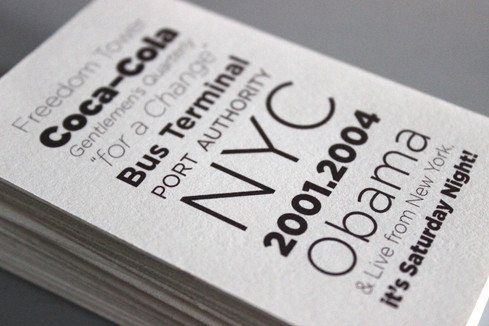 Freedom Tower
Coca-Cola
Gentlemen's Quarterly
"for a Change"
Bus Terminal
PORT AUTHORITY
NYC
2001.2004
Obama
& Live from New York,
it's Saturday Night!